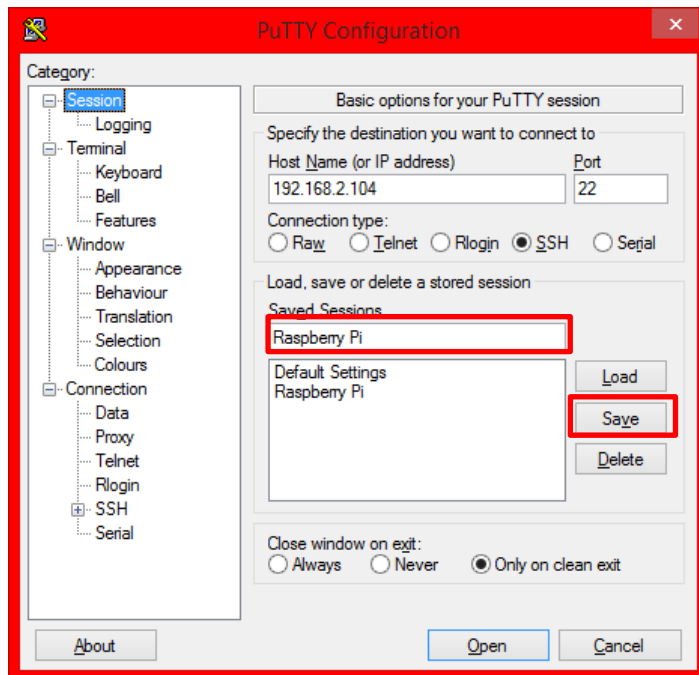 PuTTY Configuration
Category:
Session
Logging
Terminal
Keyboard
Bell
Features
Window
Appearance
Behaviour
Translation
Selection
Colours
Connection
Data
Proxy
Telnet
Rlogin
SSH
Serial
Basic options for your PuTTY session
Specify the destination you want to connect to
Host Name (or IP address) Port
192.168.2.104 22
Connection type:
Raw Telnet Rlogin SSH Serial
Load, save or delete a stored session
Saved Sessions
Raspberry Pi
Default Settings
Raspberry Pi
Load
Save
Delete
Close window on exit:
Always Never Only on clean exit
About Open Cancel